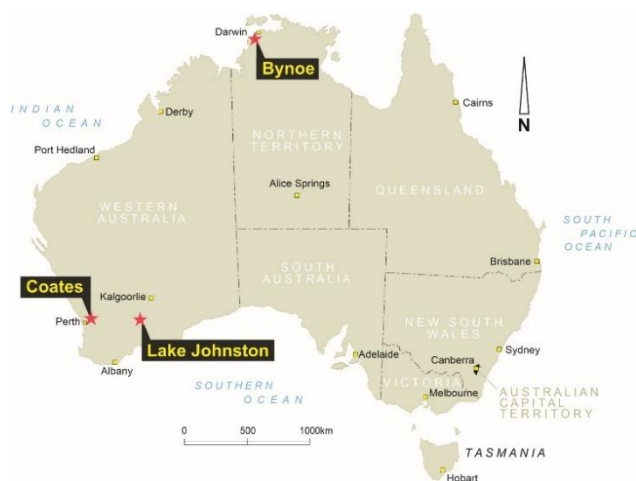 Darwin
Bynoe
INDIAN
OCEAN
Derby
Cairns
N
Port Hedland
NORTHERN
TERRITORY
Alice Springs
QUEENSLAND
WESTERN
AUSTRALIA
SOUTH
PACIFIC
OCEAN
Brisbane
SOUTH
AUSTRALIA
Coates
Kalgoorlie
Perth
Lake Johnston
NEW SOUTH
WALES
Sydney
Adelaide
Canberra
Albany
SOUTHERN
OCEAN
VICTORIA
Melbourne
AUSTRALIAN
CAPITAL
TERRITORY
0 500 1000km
TASMANIA
Hobart